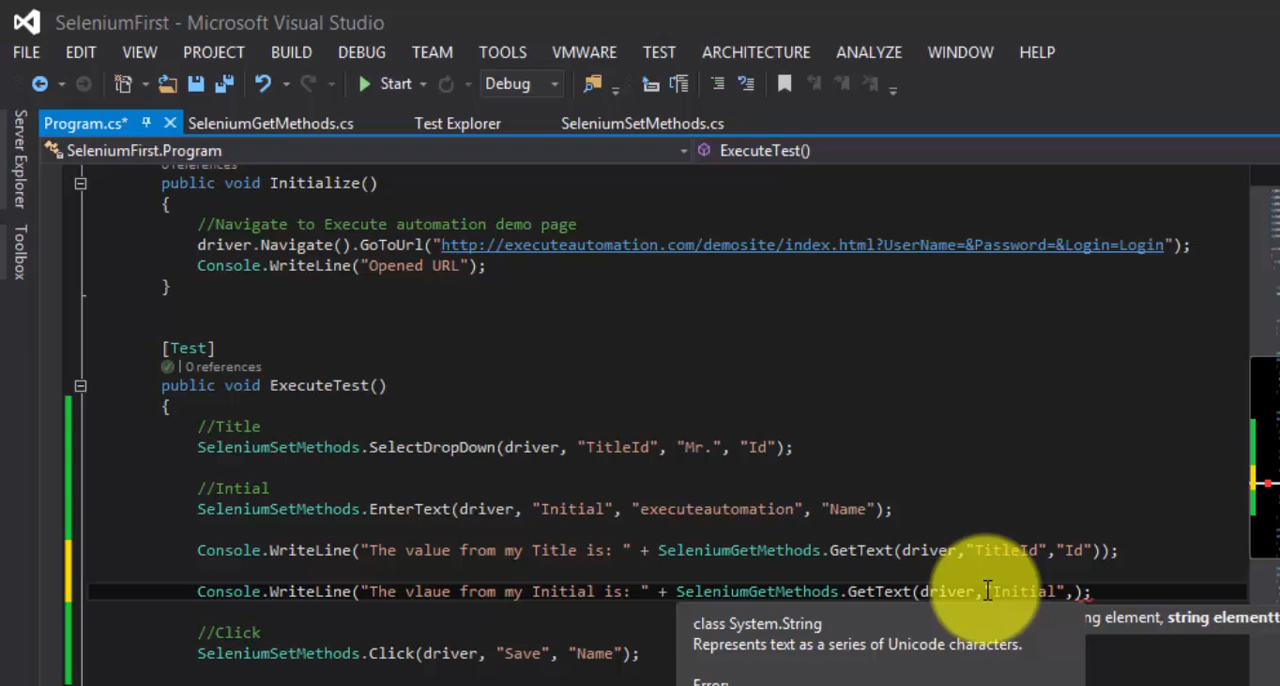 SeleniumFirst - Microsoft Visual Studio
FILE EDIT VIEW PROJECT BUILD DEBUG TEAM TOOLS VMWARE TEST ARCHITECTURE ANALYZE WINDOW HELP
Start Debug
Server Explorer
Toolbox
Program.cs* SeleniumGetMethods.cs Test Explorer SeleniumSetMethods.cs
SeleniumFirst.Program ExecuteTest()
0 references
public void Initialize()
{
//Navigate to Execute automation demo page
driver.Navigate().GoToUrl("http://executeautomation.com/demosite/index.html?UserName=&Password=&Login=Login");
Console.WriteLine("Opened URL");
}
[Test]
| 0 references
public void ExecuteTest()
{
//Title
SeleniumSetMethods.SelectDropDown(driver, "TitleId", "Mr.", "Id");
//Intial
SeleniumSetMethods.EnterText(driver, "Initial", "executeautomation", "Name");
Console.WriteLine("The value from my Title is: " + SeleniumGetMethods.GetText(driver,"TitleId","Id"));
Console.WriteLine("The vlaue from my Initial is: " + SeleniumGetMethods.GetText(driver,"Initial",);
class System.String
Represents text as a series of Unicode characters.
Error:
ng element, string elementt
//Click
SeleniumSetMethods.Click(driver, "Save", "Name");